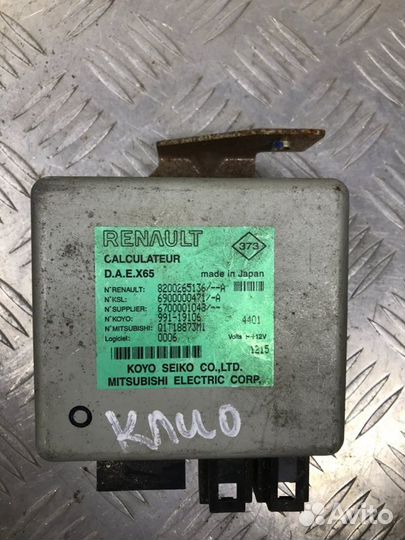 RENAULT
373
CALCULATEUR
D.A.E.X65
made in Japan
N°RENAULT: 8200265136/--A
N°KSL: 6900000471/-A
N°SUPPLIER: 6700001043/--
N°KOYO: 991-19106
4401
N°MITSUBISHI: Q1T18873M1
Logiciel: 0006
Volts ⊢⊣12V
1215
KOYO SEIKO CO.,LTD.
MITSUBISHI ELECTRIC CORP.
КЛИО
Avito